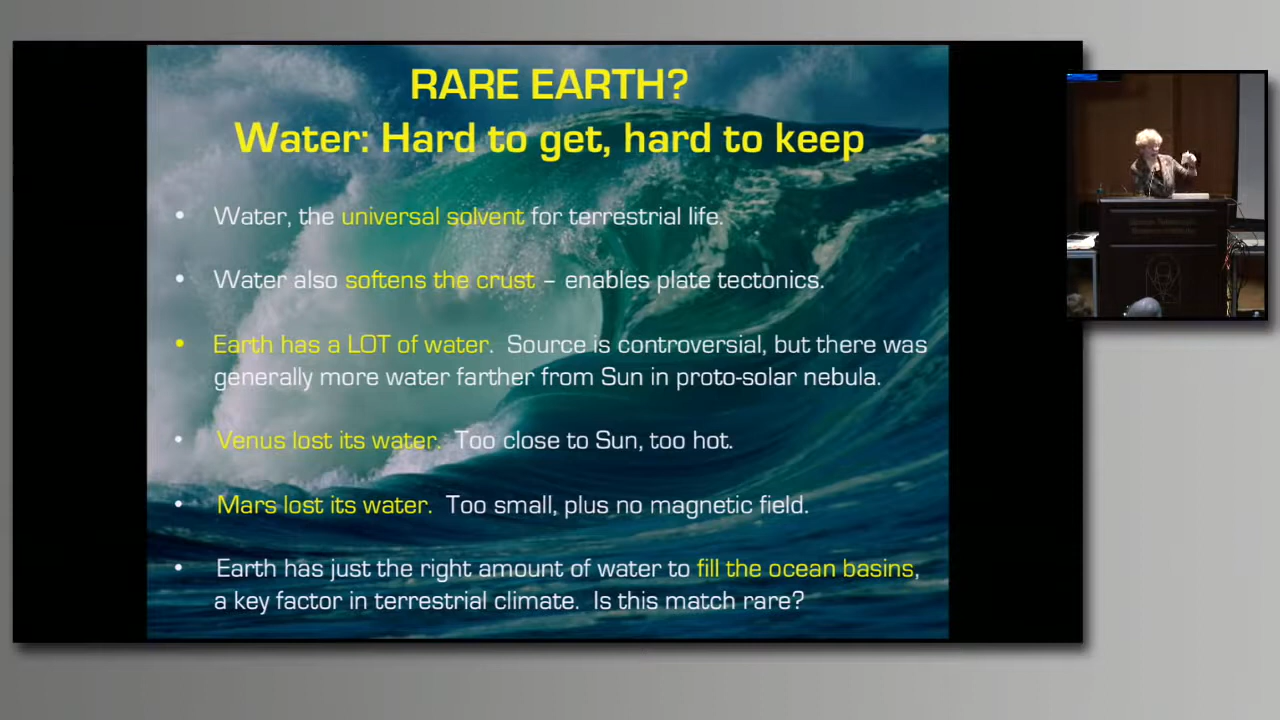 RARE EARTH?
Water: Hard to get, hard to keep
• Water, the universal solvent for terrestrial life.
• Water also softens the crust – enables plate tectonics.
• Earth has a LOT of water. Source is controversial, but there was
generally more water farther from Sun in proto-solar nebula.
• Venus lost its water. Too close to Sun, too hot.
• Mars lost its water. Too small, plus no magnetic field.
• Earth has just the right amount of water to fill the ocean basins,
a key factor in terrestrial climate. Is this match rare?